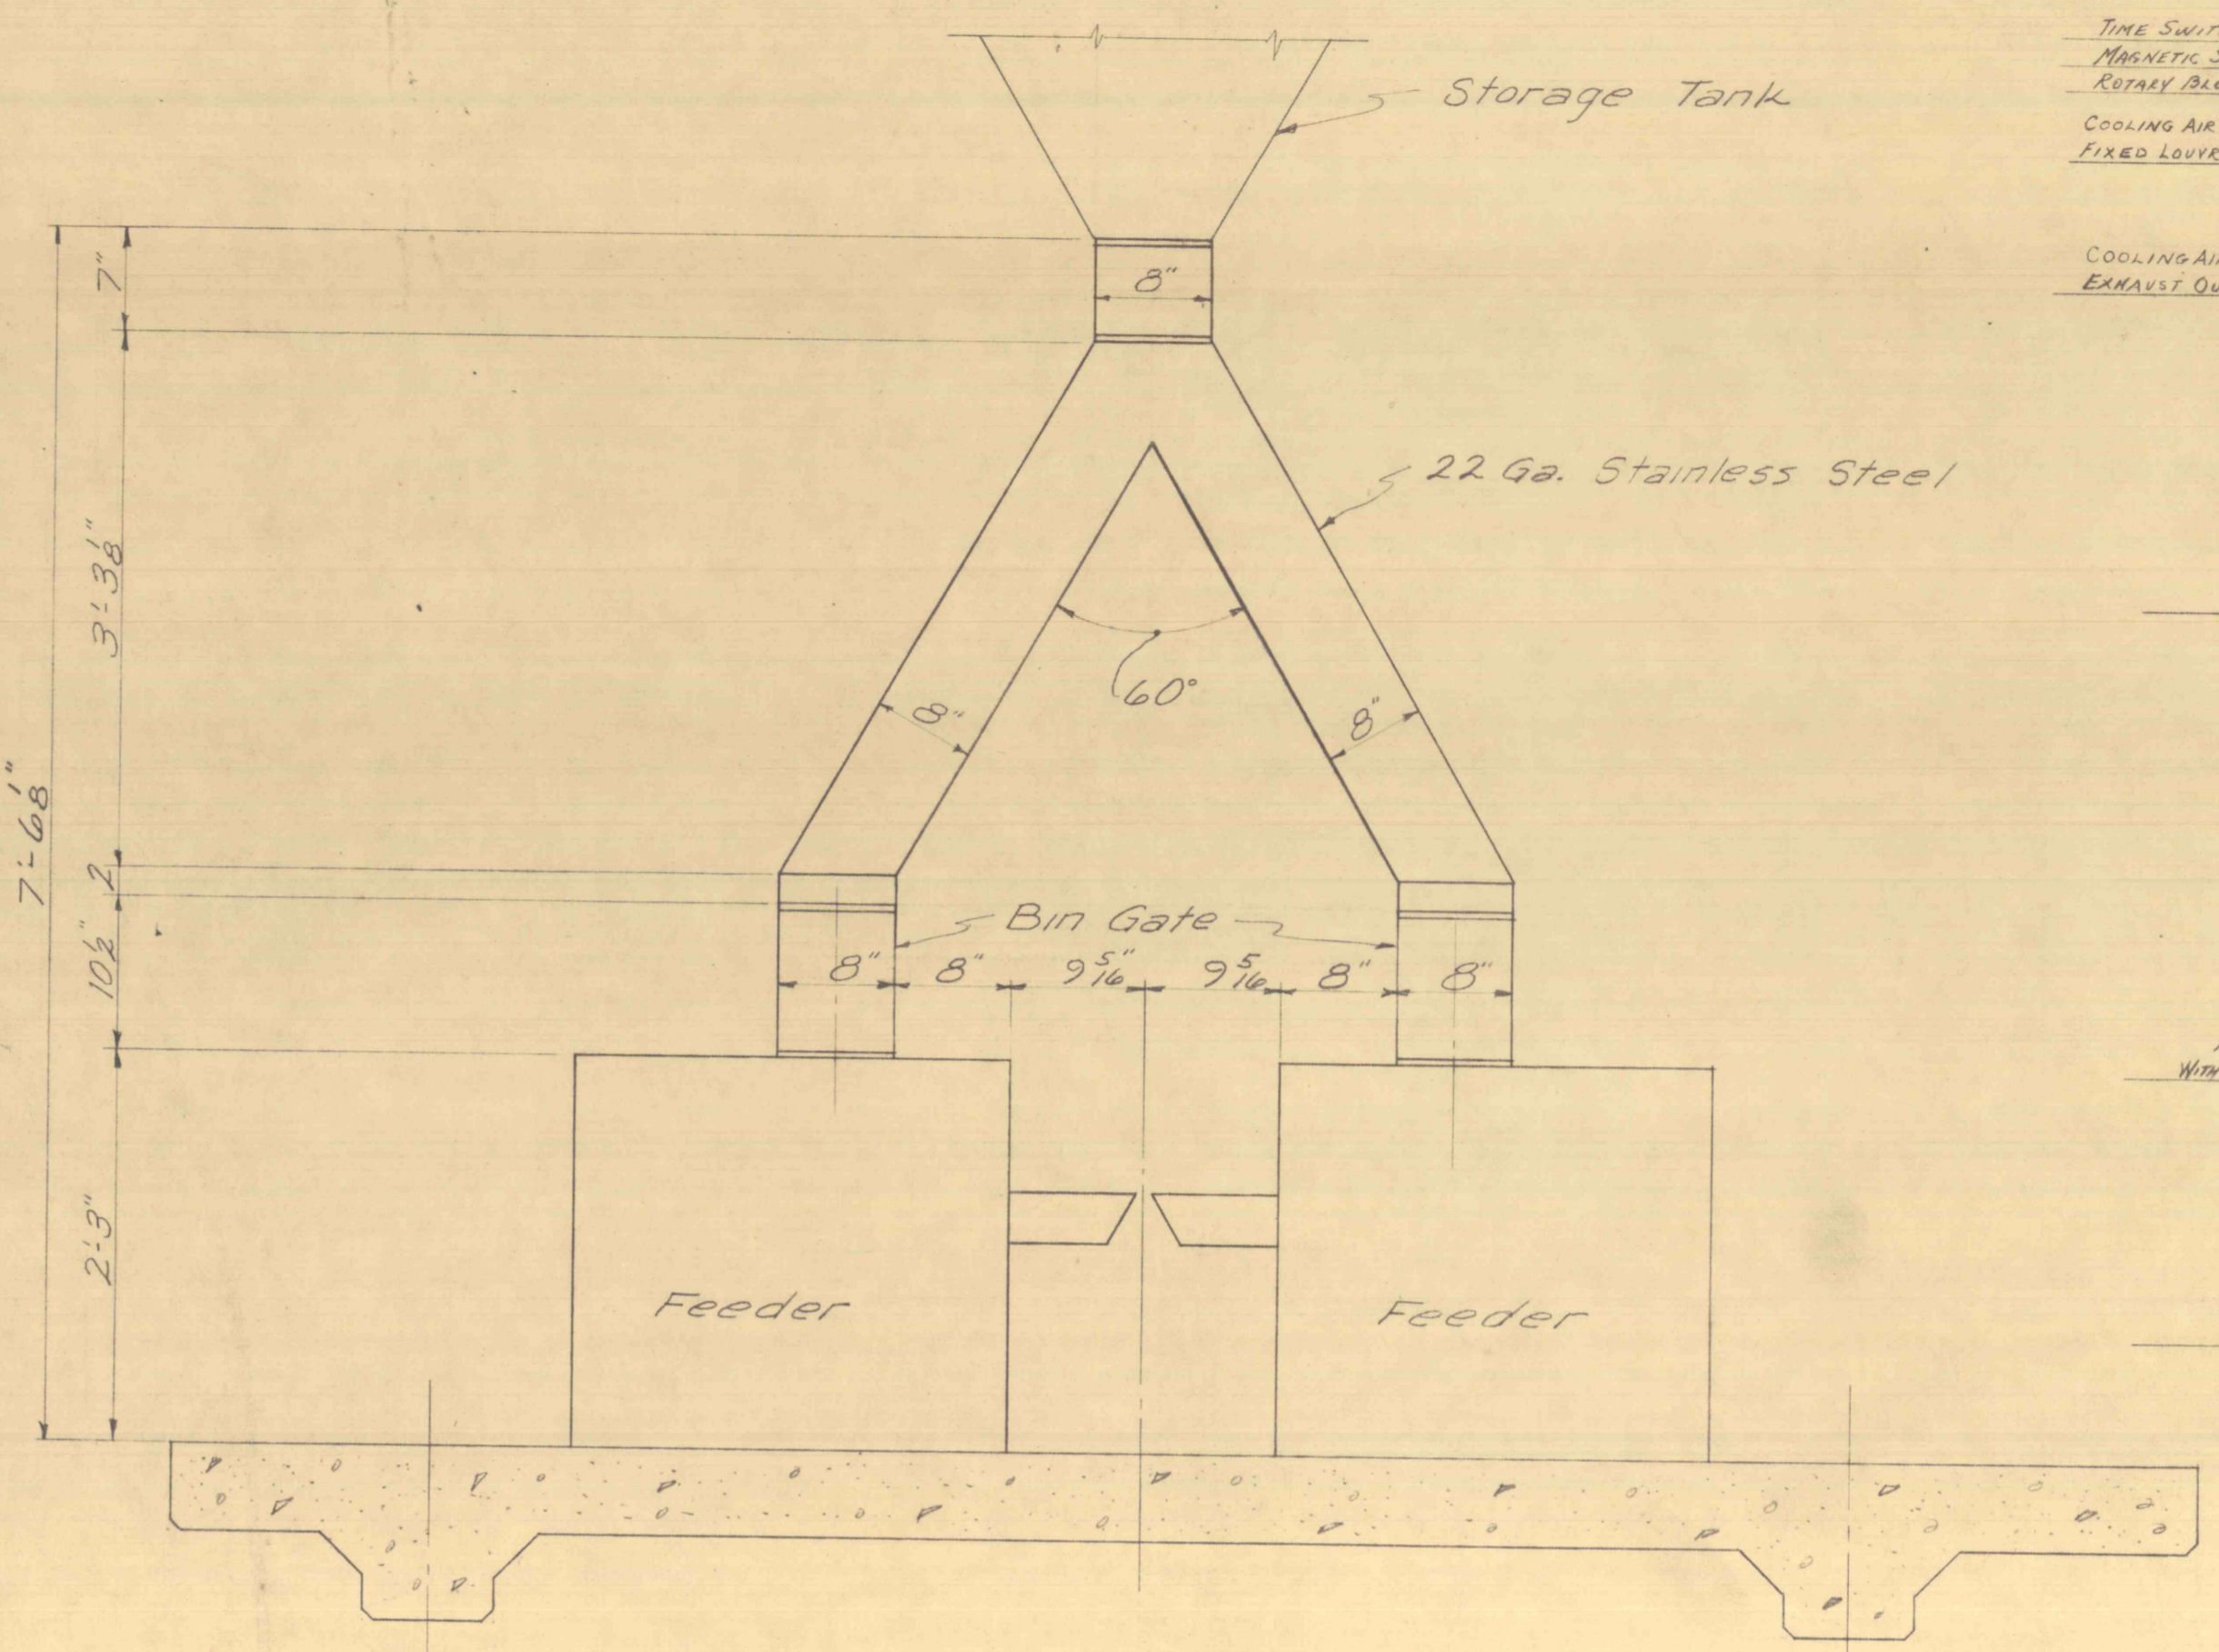 TIME SWIT
MAGNETIC S
ROTARY BLO
COOLING AIR
FIXED LOUVR
COOLING AIR
EXHAUST OU
Storage Tank
7"
8"
22 Ga. Stainless Steel
3'-3 1/8"
60°
8"
8"
7'-6 1/8"
2
Bin Gate
10 1/2"
8" 8" 9 5/16" 9 5/16 8" 8"
WITH
2'-3"
Feeder
Feeder